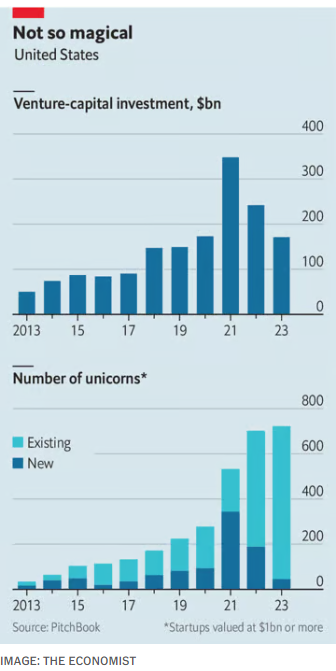 Not so magical
United States
Venture-capital investment, $bn
400
300
200
100
0
2013 15 17 19 21 23
Number of unicorns*
800
Existing
600
New
400
200
0
2013 15 17 19 21 23
Source: PitchBook *Startups valued at $1bn or more
IMAGE: THE ECONOMIST